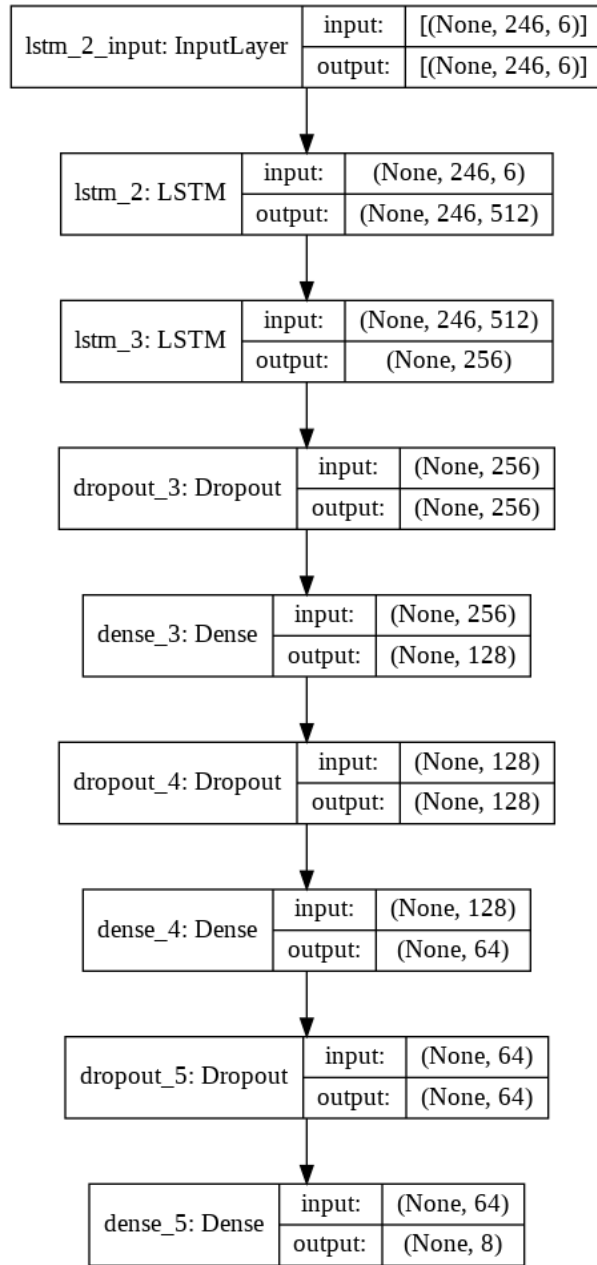 lstm_2_input: InputLayer
input: [(None, 246, 6)]
output: [(None, 246, 6)]
lstm_2: LSTM
input: (None, 246, 6)
output: (None, 246, 512)
lstm_3: LSTM
input: (None, 246, 512)
output: (None, 256)
dropout_3: Dropout
input: (None, 256)
output: (None, 256)
dense_3: Dense
input: (None, 256)
output: (None, 128)
dropout_4: Dropout
input: (None, 128)
output: (None, 128)
dense_4: Dense
input: (None, 128)
output: (None, 64)
dropout_5: Dropout
input: (None, 64)
output: (None, 64)
dense_5: Dense
input: (None, 64)
output: (None, 8)